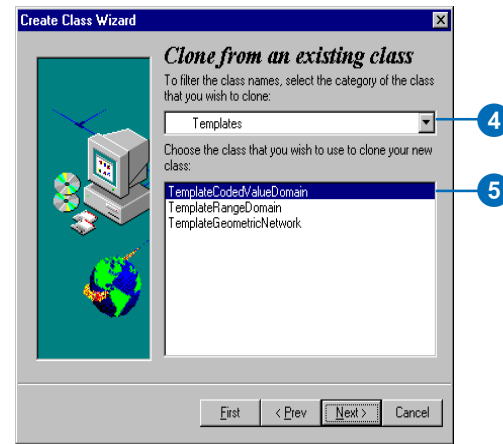 Create Class Wizard
Clone from an existing class
To filter the class names, select the category of the class
that you wish to clone:
Templates
4
Choose the class that you wish to use to clone your new
class:
TemplateCodedValueDomain
5
TemplateRangeDomain
TemplateGeometricNetwork
First
< Prev
Next >
Cancel